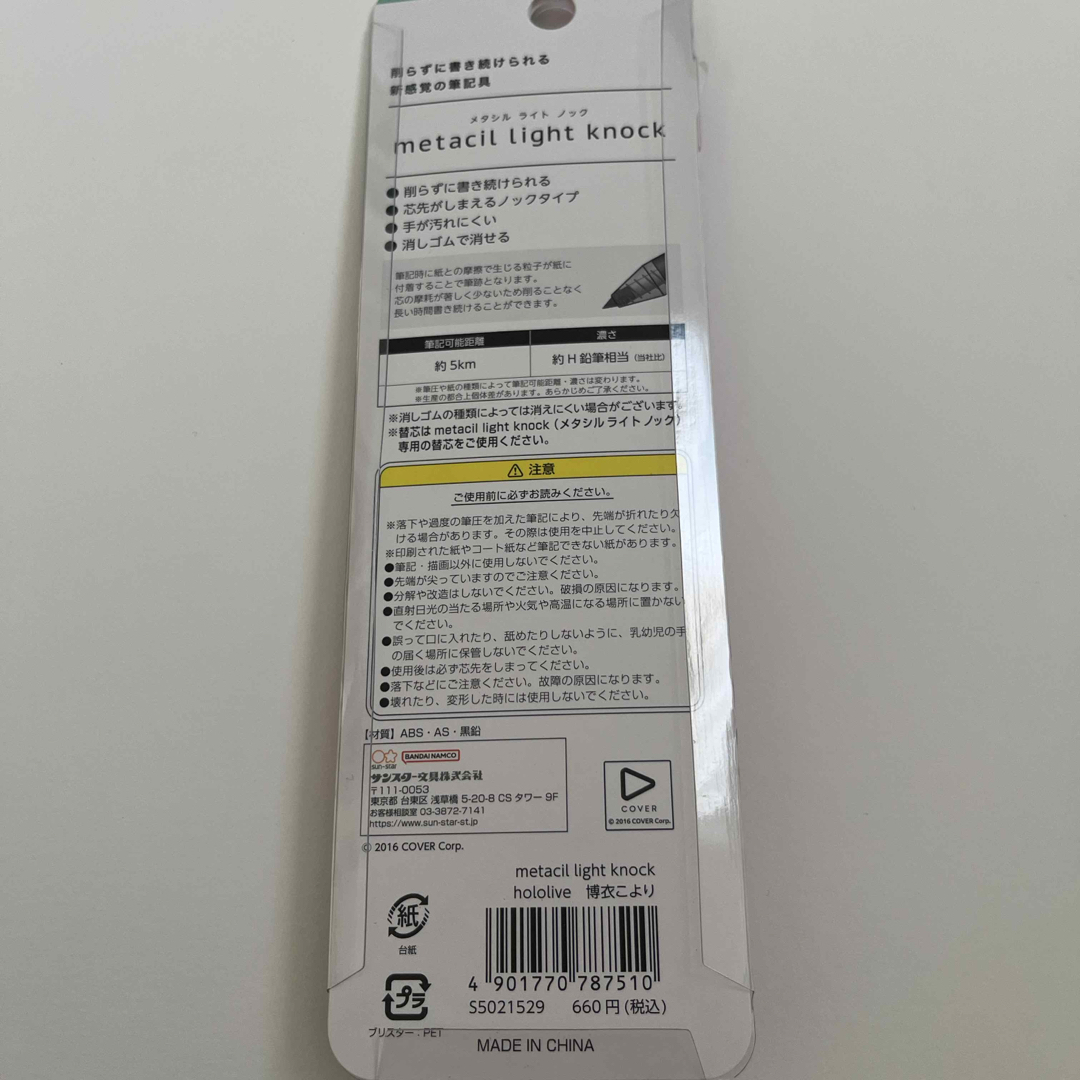 削らずに書き続けられる
新感覚の筆記具
メタシル ライト ノック
metacil light knock
● 削らずに書き続けられる
● 芯先がしまえるノックタイプ
● 手が汚れにくい
● 消しゴムで消せる
筆記時に紙との摩擦で生じる粒子が紙に
付着することで筆跡となります。
芯の摩耗が著しく少ないため削ることなく
長い時間書き続けることができます。
筆記可能距離 濃さ
約5km 約H鉛筆相当(当社比)
※筆圧や紙の種類によって筆記可能距離・濃さは変わります。
※生産の都合上個体差があります。あらかじめご了承ください。
※消しゴムの種類によっては消えにくい場合がございます。
※替芯は metacil light knock(メタシル ライト ノック)
専用の替芯をご使用ください。
⚠ 注意
ご使用前に必ずお読みください。
※落下や過度の筆圧を加えた筆記により、先端が折れたり欠
ける場合があります。その際は使用を中止してください。
※印刷された紙やコート紙など筆記できない紙があります。
●筆記・描画以外に使用しないでください。
●先端が尖っていますのでご注意ください。
●分解や改造はしないでください。破損の原因になります。
●直射日光の当たる場所や火気や高温になる場所に置かない
でください。
●誤って口に入れたり、舐めたりしないように、乳幼児の手
の届く場所に保管しないでください。
●使用後は必ず芯先をしまってください。
●落下などにご注意ください。故障の原因になります。
●壊れたり、変形した時には使用しないでください。
【材質】ABS・AS・黒鉛
sun-star BANDAI NAMCO
サンスター文具株式会社
〒111-0053
東京都 台東区 浅草橋 5-20-8 CS タワー 9F
お客様相談室 03-3872-7141
https://www.sun-star-st.jp
COVER
© 2016 COVER Corp.
© 2016 COVER Corp.
metacil light knock
hololive 博衣こより
紙
台紙
4 901770 787510
S5021529 660円(税込)
プラ
ブリスター:PET
MADE IN CHINA